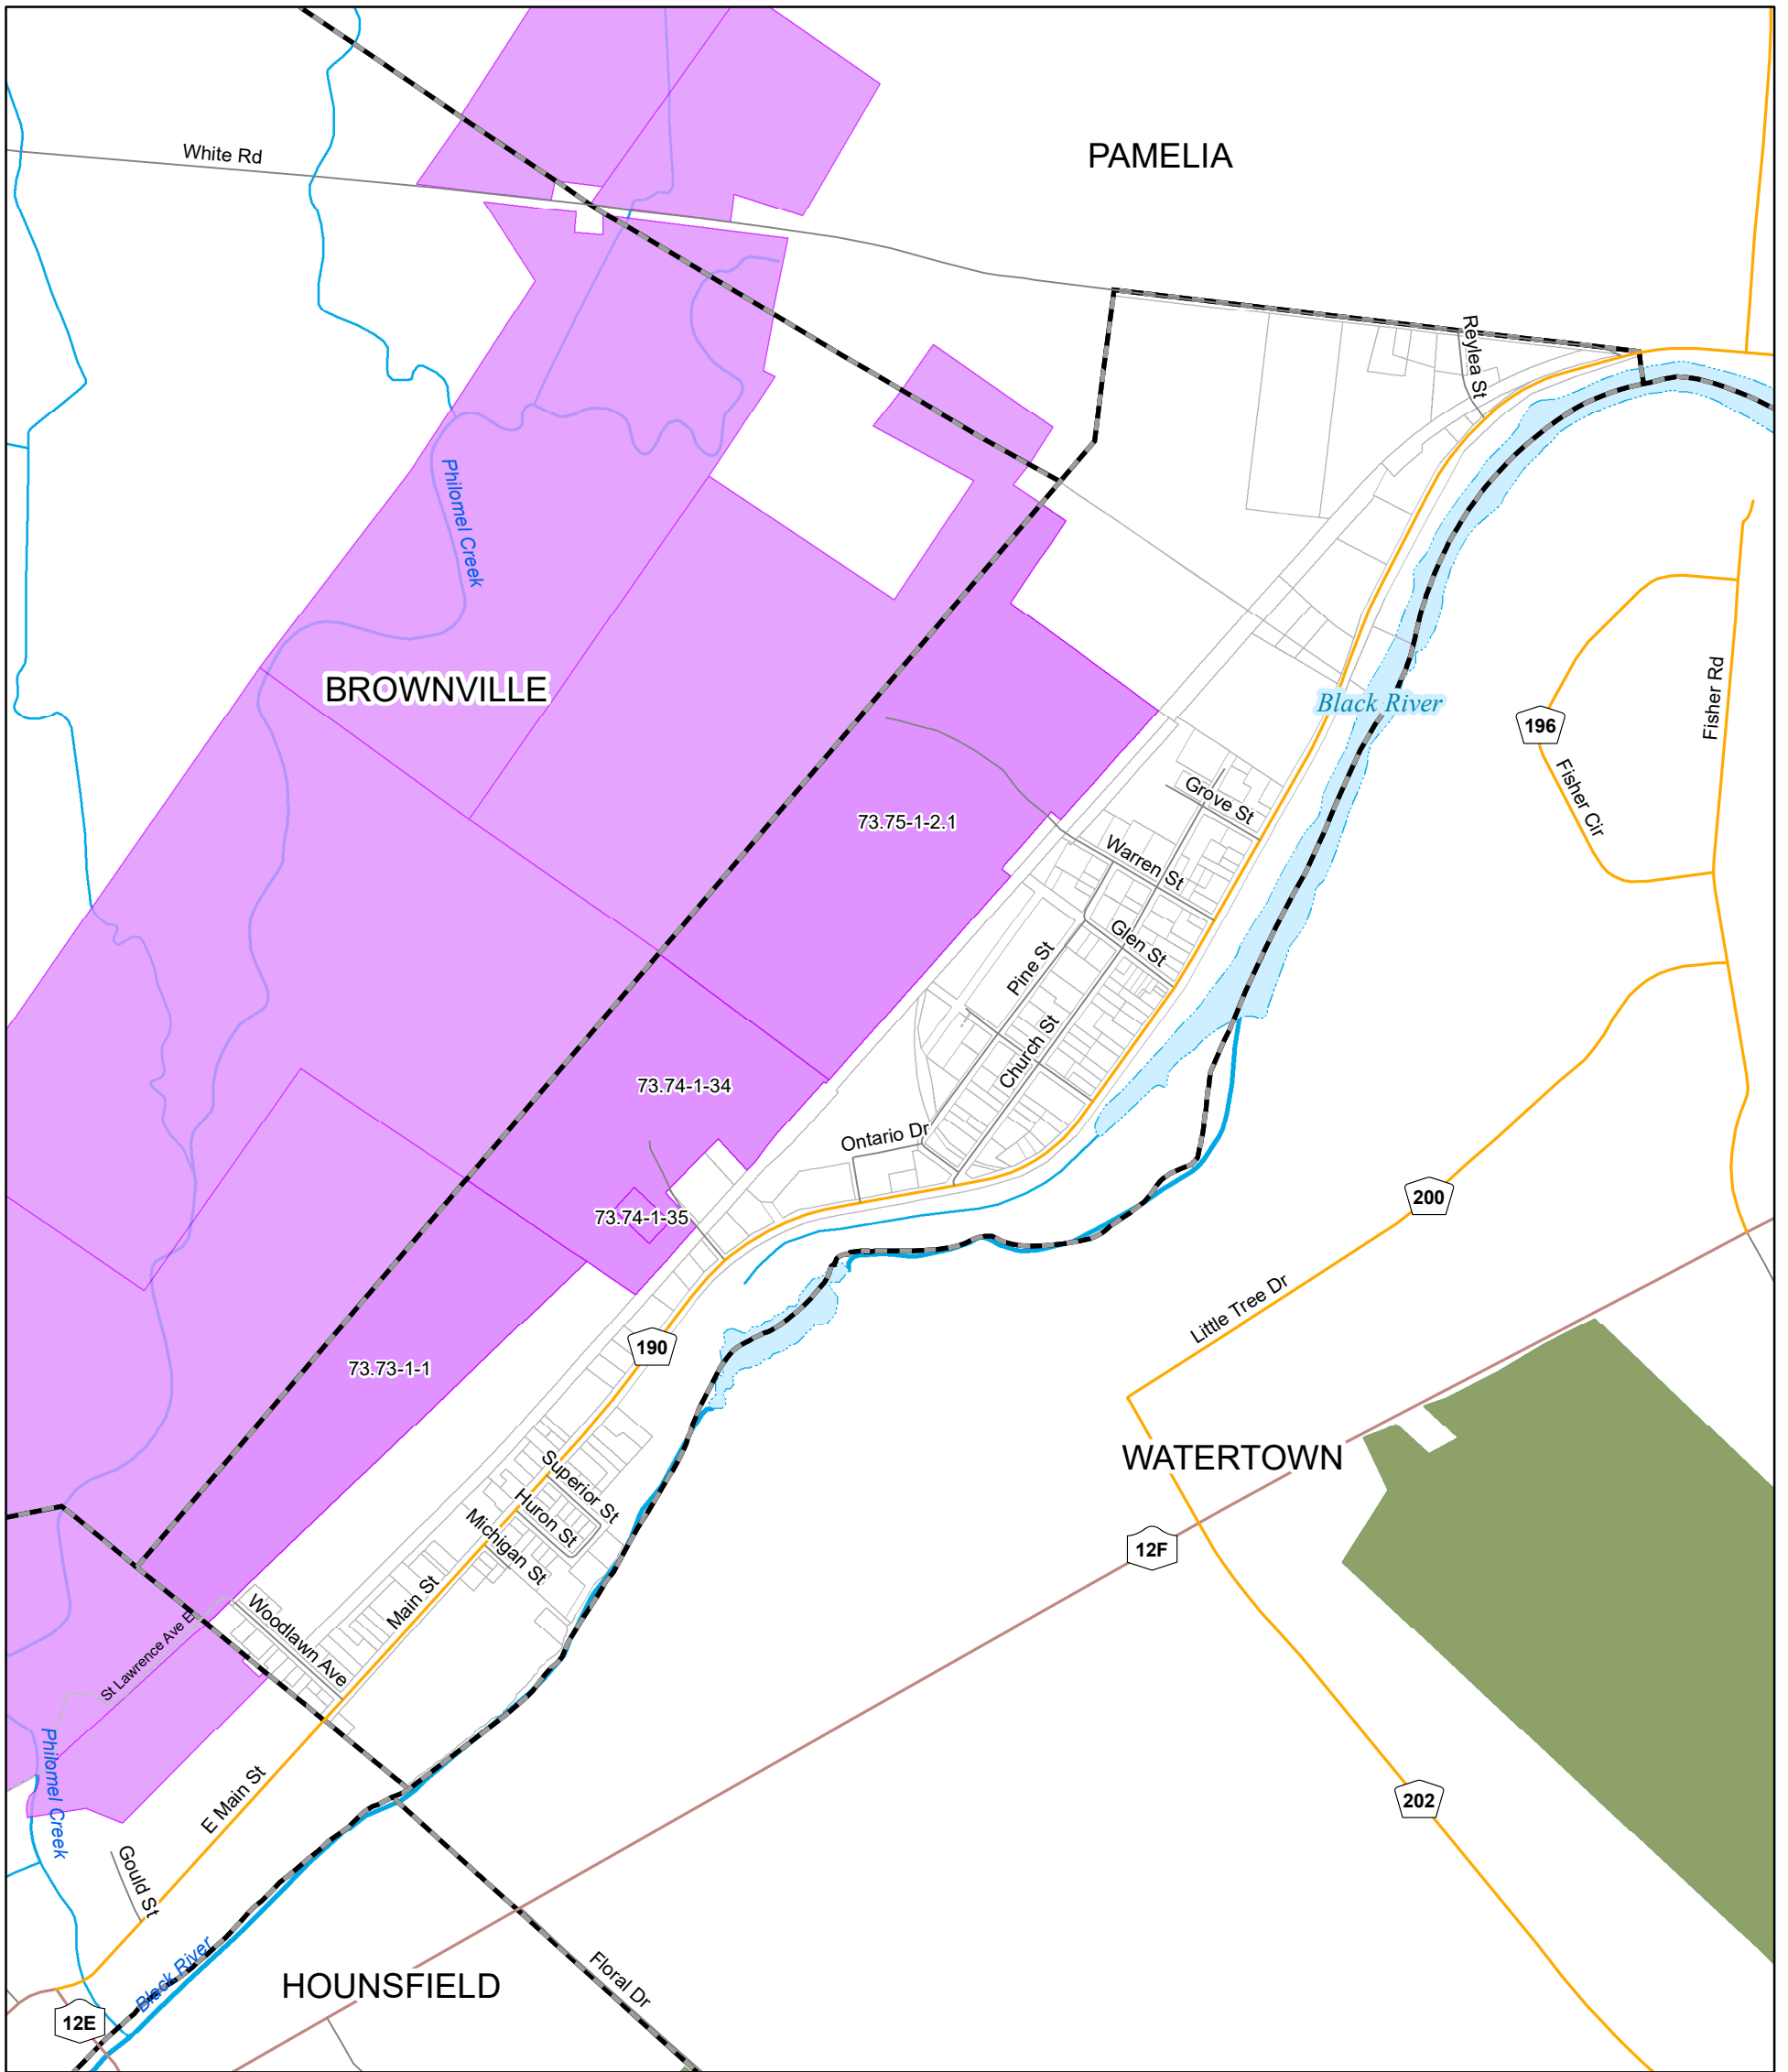 White Rd
PAMELIA
Reylea St
Philomel Creek
BROWNVILLE
Black River
Fisher Rd
196
Fisher Cir
73.75-1-2.1
Grove St
Warren St
Glen St
Pine St
Church St
73.74-1-34
Ontario Dr
73.74-1-35
200
Little Tree Dr
190
73.73-1-1
WATERTOWN
Superior St
Huron St
Michigan St
12F
Main St
Woodlawn Ave
St Lawrence Ave E
Philomel Creek
E Main St
202
Gould St
Black River
HOUNSFIELD
Floral Dr
12E